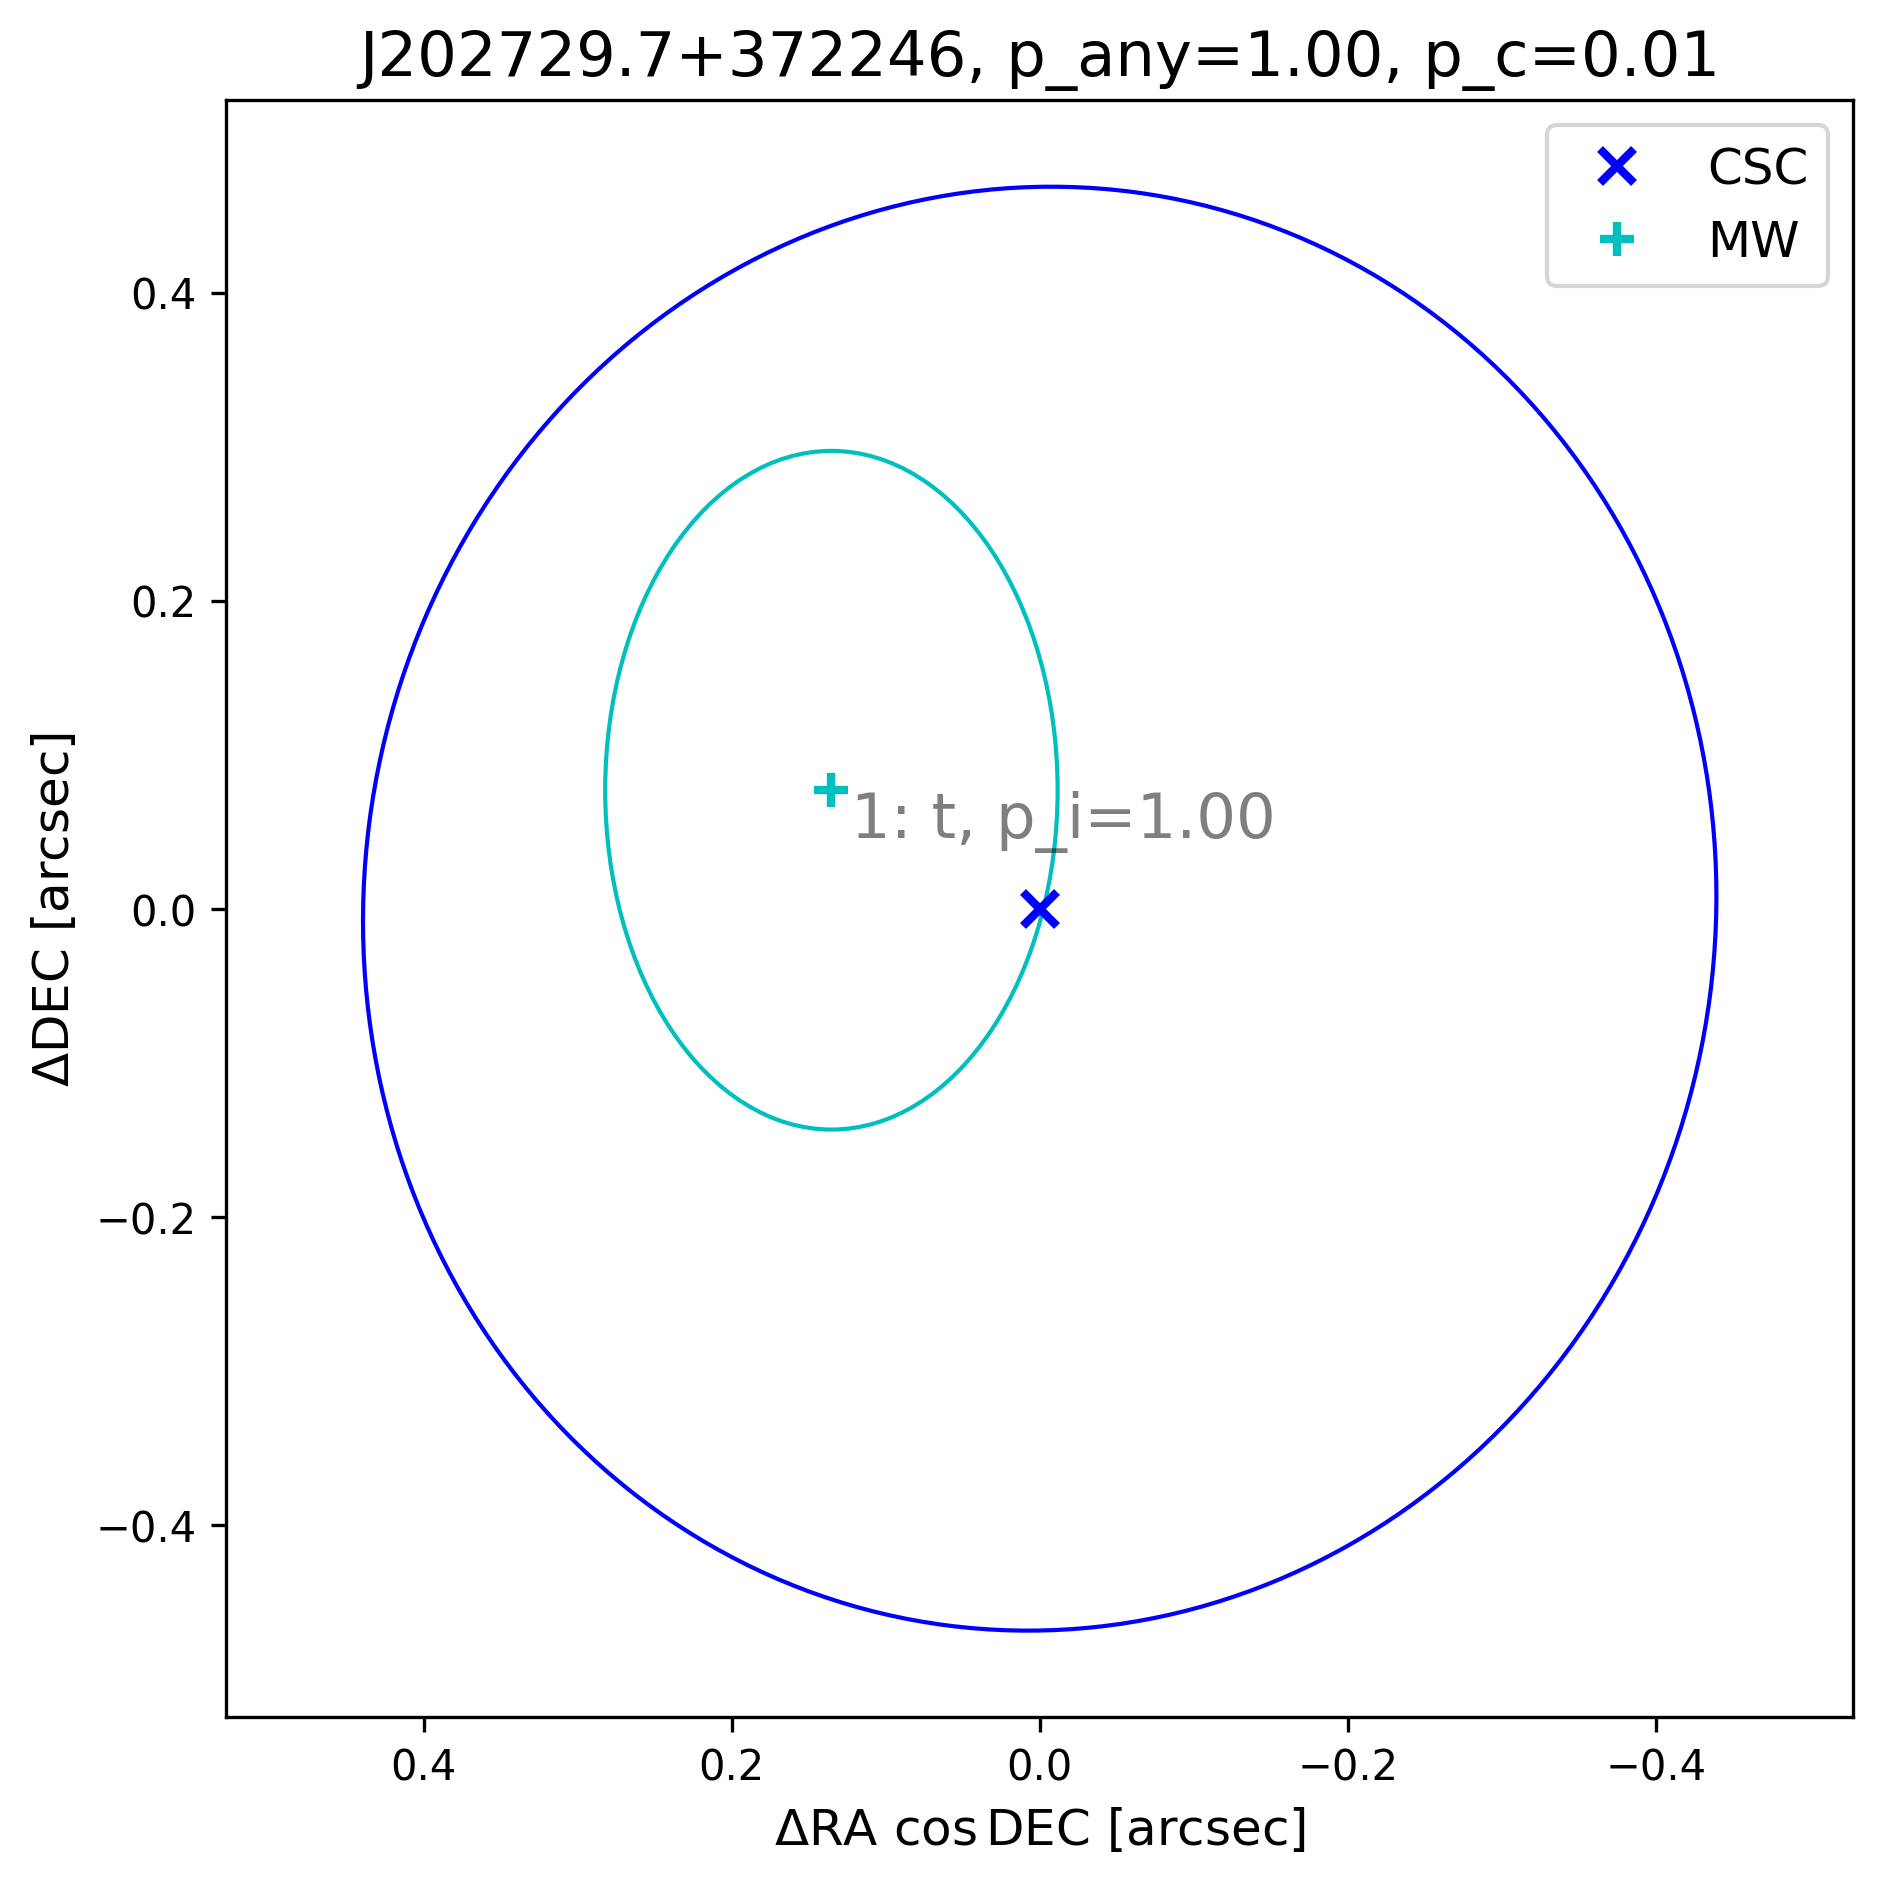 J202729.7+372246, p_any=1.00, p_c=0.01
CSC
MW
0.4
0.2
0.0
−0.2
−0.4
ΔDEC [arcsec]
1: t, p_i=1.00
0.4
0.2
0.0
−0.2
−0.4
ΔRA cos DEC [arcsec]